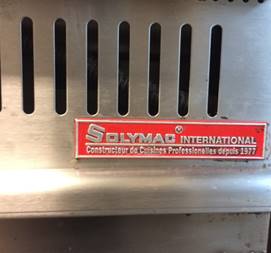 SOLYMAC® INTERNATIONAL
Constructeur de Cuisines Professionelles depuis 1977